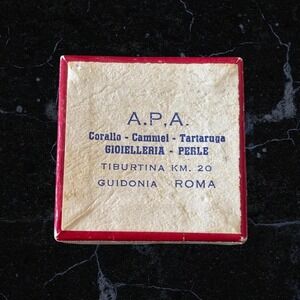 A.P.A.
Corallo - Cammei - Tartaruga
GIOIELLERIA - PERLE
TIBURTINA KM. 20
GUIDONIA ROMA